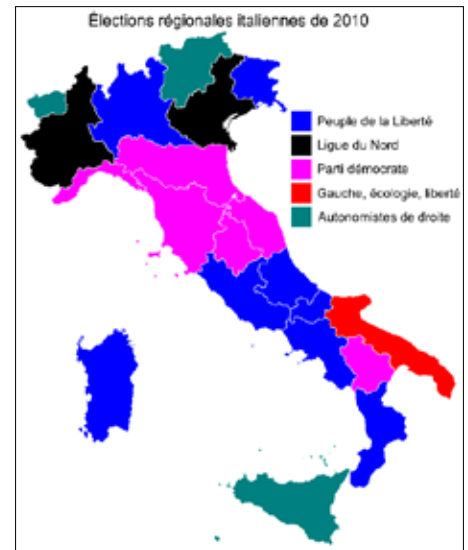 Élections régionales italiennes de 2010
Peuple de la Liberté
Ligue du Nord
Parti démocrate
Gauche, écologie, liberté
Autonomistes de droite